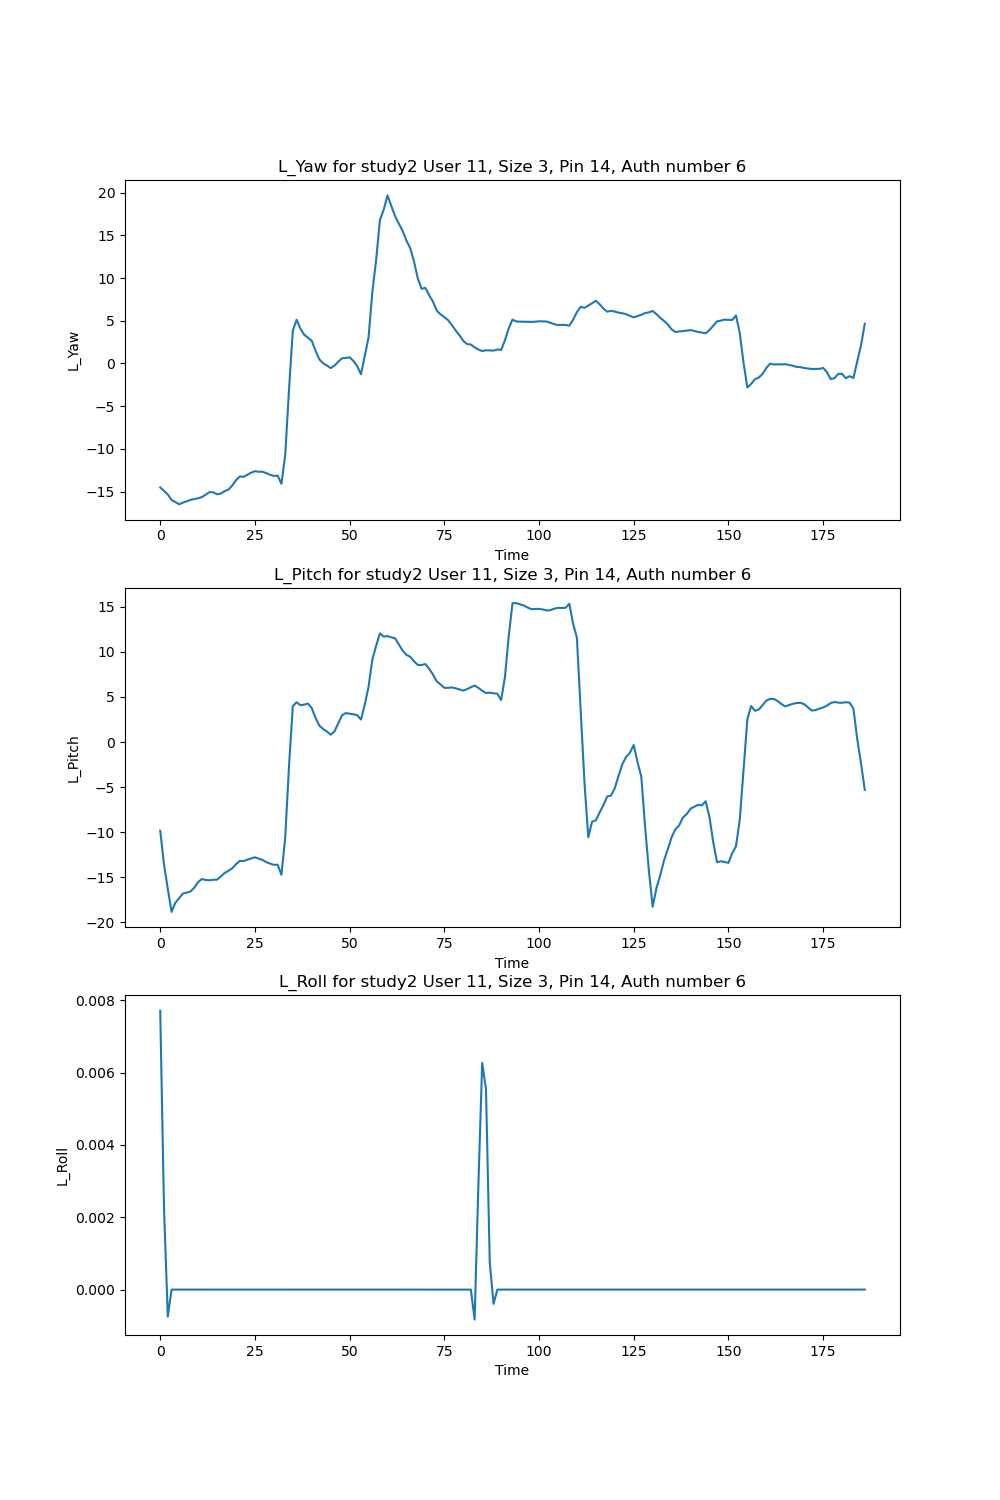 L_Yaw for study2 User 11, Size 3, Pin 14, Auth number 6
20
15
10
5
0
−5
−10
−15
L_Yaw
0 25 50 75 100 125 150 175
Time
L_Pitch for study2 User 11, Size 3, Pin 14, Auth number 6
15
10
5
0
−5
−10
−15
−20
L_Pitch
0 25 50 75 100 125 150 175
Time
L_Roll for study2 User 11, Size 3, Pin 14, Auth number 6
0.008
0.006
0.004
0.002
0.000
L_Roll
0 25 50 75 100 125 150 175
Time